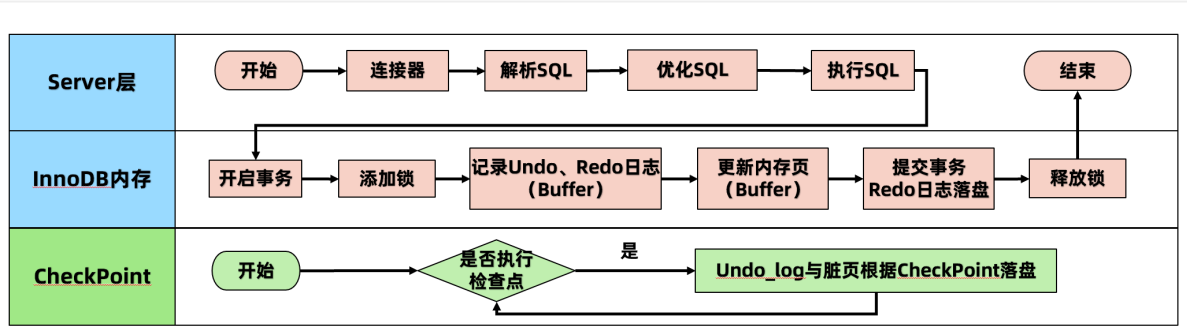 Server层
开始
连接器
解析SQL
优化SQL
执行SQL
结束
InnoDB内存
开启事务
添加锁
记录Undo、Redo日志
（Buffer）
更新内存页
（Buffer）
提交事务
Redo日志落盘
释放锁
CheckPoint
开始
是否执行
检查点
是
Undo_log与脏页根据CheckPoint落盘